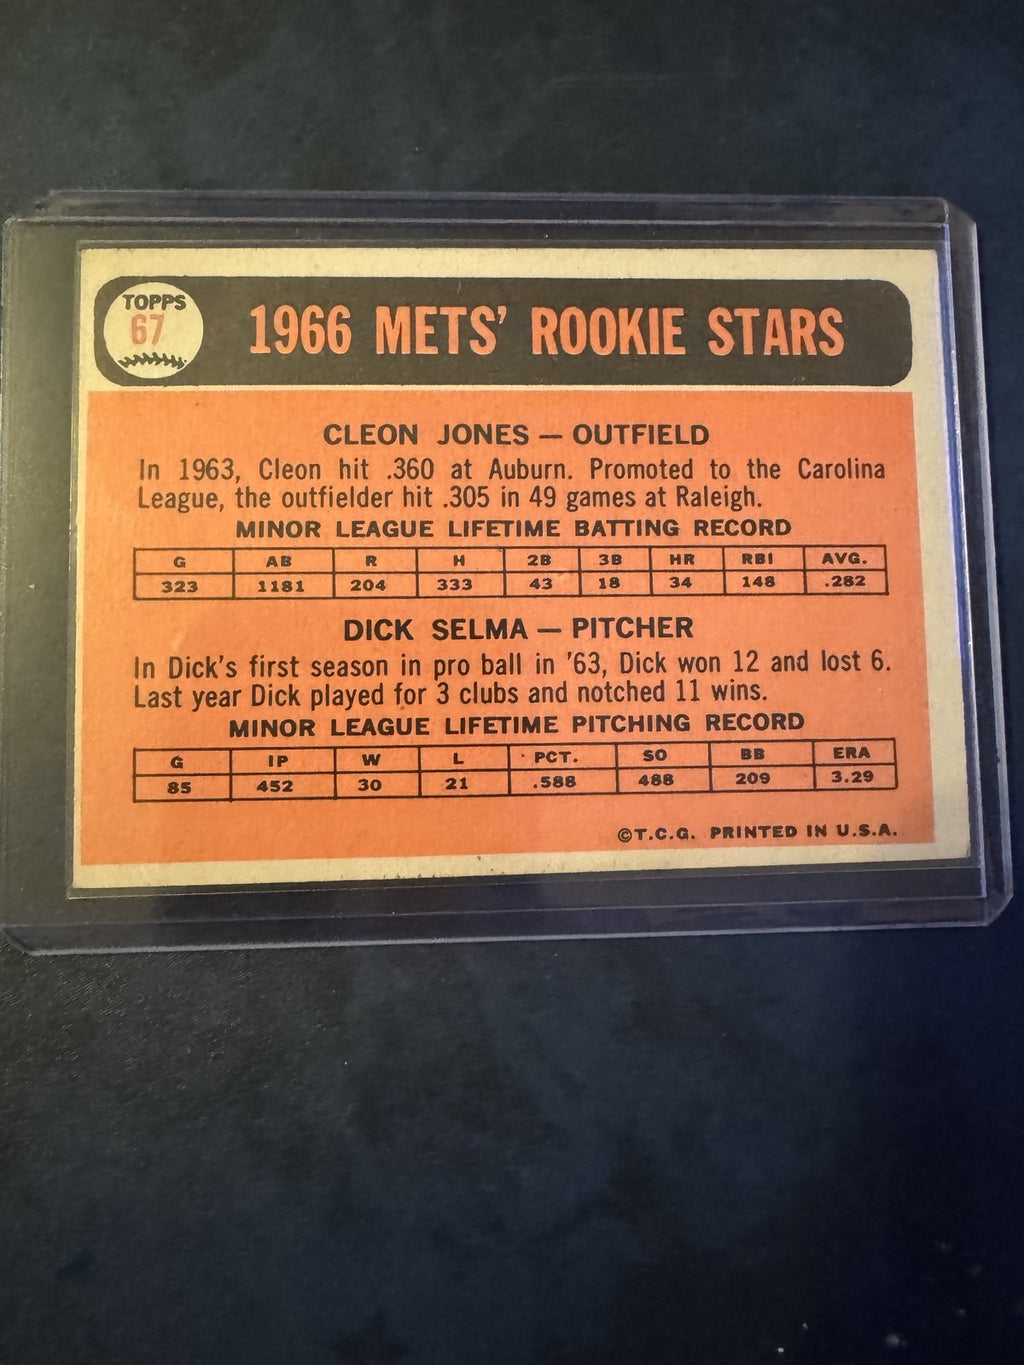 TOPPS
67
1966 METS' ROOKIE STARS
CLEON JONES — OUTFIELD
In 1963, Cleon hit .360 at Auburn. Promoted to the Carolina
League, the outfielder hit .305 in 49 games at Raleigh.
MINOR LEAGUE LIFETIME BATTING RECORD
G AB R H 2B 3B HR RBI AVG.
323 1181 204 333 43 18 34 148 .282
DICK SELMA — PITCHER
In Dick's first season in pro ball in '63, Dick won 12 and lost 6.
Last year Dick played for 3 clubs and notched 11 wins.
MINOR LEAGUE LIFETIME PITCHING RECORD
G IP W L PCT. SO BB ERA
85 452 30 21 .588 488 209 3.29
©T.C.G. PRINTED IN U.S.A.